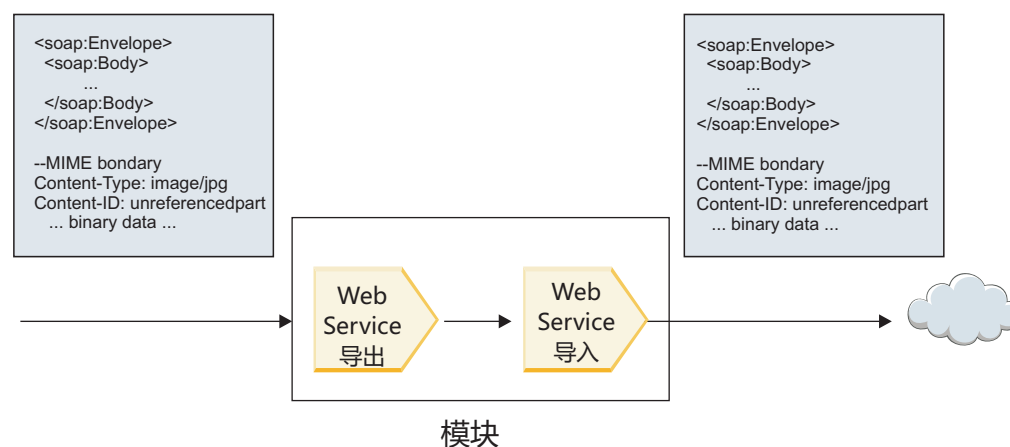 <soap:Envelope>
<soap:Body>
...
</soap:Body>
</soap:Envelope>
--MIME bondary
Content-Type: image/jpg
Content-ID: unreferencedpart
... binary data ...
<soap:Envelope>
<soap:Body>
...
</soap:Body>
</soap:Envelope>
--MIME bondary
Content-Type: image/jpg
Content-ID: unreferencedpart
... binary data ...
Web
Service
导出
Web
Service
导入
模块